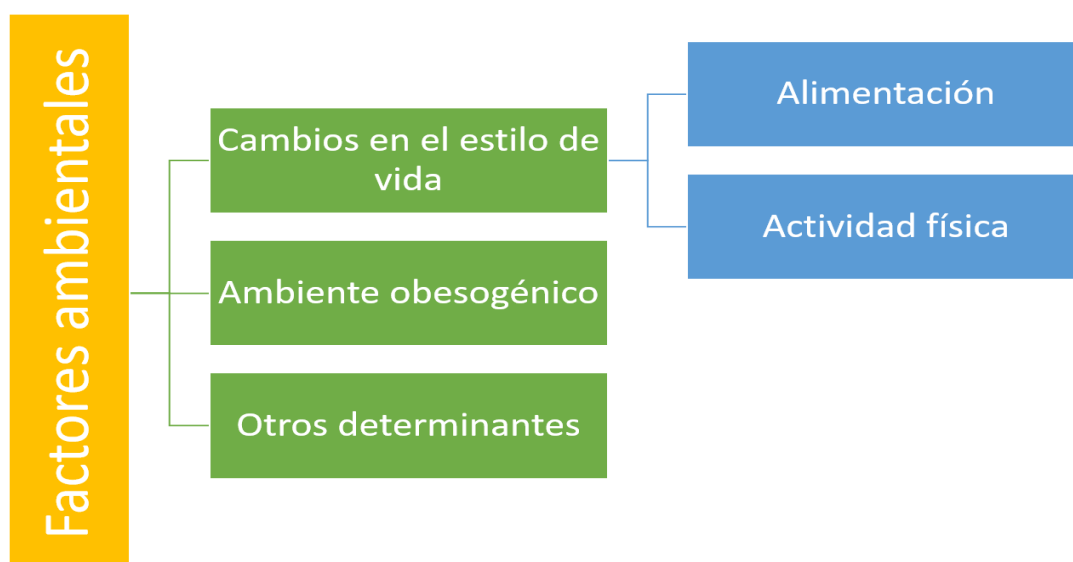 Factores ambientales
Cambios en el estilo de
vida
Ambiente obesogénico
Otros determinantes
Alimentación
Actividad física